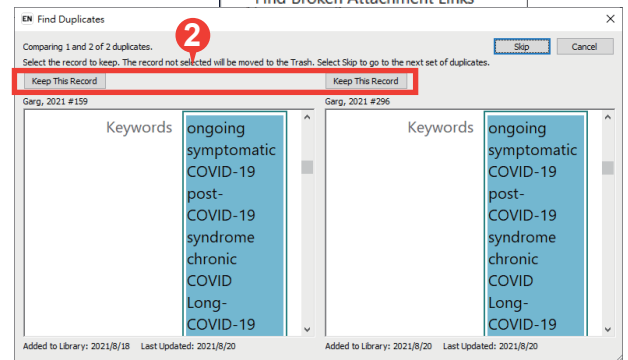 Find Broken Attachment Links
EN Find Duplicates
Comparing 1 and 2 of 2 duplicates.
Skip Cancel
2
Select the record to keep. The record not selected will be moved to the Trash. Select Skip to go to the next set of duplicates.
Keep This Record Keep This Record
Garg, 2021 #159 Garg, 2021 #296
Keywords ongoing Keywords ongoing
symptomatic symptomatic
COVID-19 COVID-19
post- post-
COVID-19 COVID-19
syndrome syndrome
chronic chronic
COVID COVID
Long- Long-
COVID-19 COVID-19
Added to Library: 2021/8/18 Last Updated: 2021/8/20 Added to Library: 2021/8/20 Last Updated: 2021/8/20